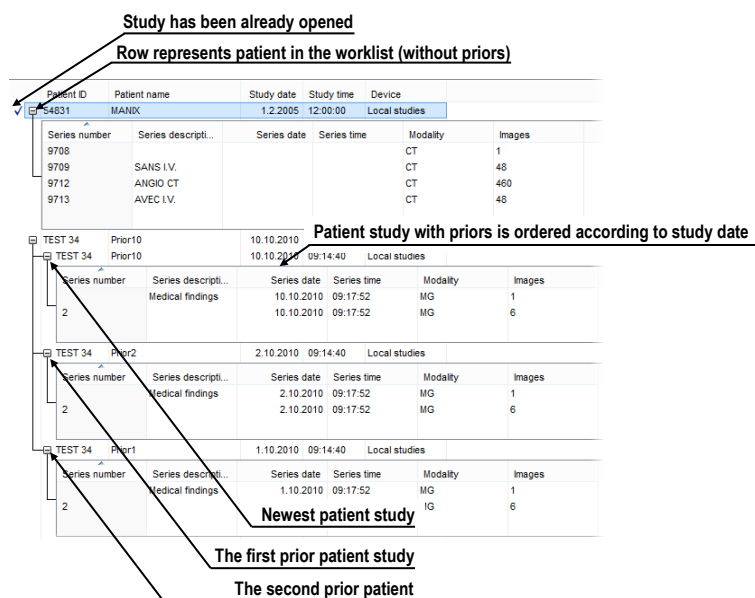 Study has been already opened
Row represents patient in the worklist (without priors)
Patient ID Patient name Study date Study time Device
54831 MANIX 1.2.2005 12:00:00 Local studies
Series number Series descripti... Series date Series time Modality Images
9708 CT 1
9709 SANS I.V. CT 48
9712 ANGIO CT CT 460
9713 AVEC I.V. CT 48
Patient study with priors is ordered according to study date
TEST 34 Prior10 10.10.2010
TEST 34 Prior10 10.10.2010 09:14:40 Local studies
Series number Series descripti... Series date Series time Modality Images
Medical findings 10.10.2010 09:17:52 MG 1
2 10.10.2010 09:17:52 MG 6
TEST 34 Prior2 2.10.2010 09:14:40 Local studies
Series number Series descripti... Series date Series time Modality Images
Medical findings 2.10.2010 09:17:52 MG 1
2 2.10.2010 09:17:52 MG 6
TEST 34 Prior1 1.10.2010 09:14:40 Local studies
Series number Series descripti... Series date Series time Modality Images
Medical findings 1.10.2010 09:17:52 MG 1
2 6
Newest patient study
The first prior patient study
The second prior patient